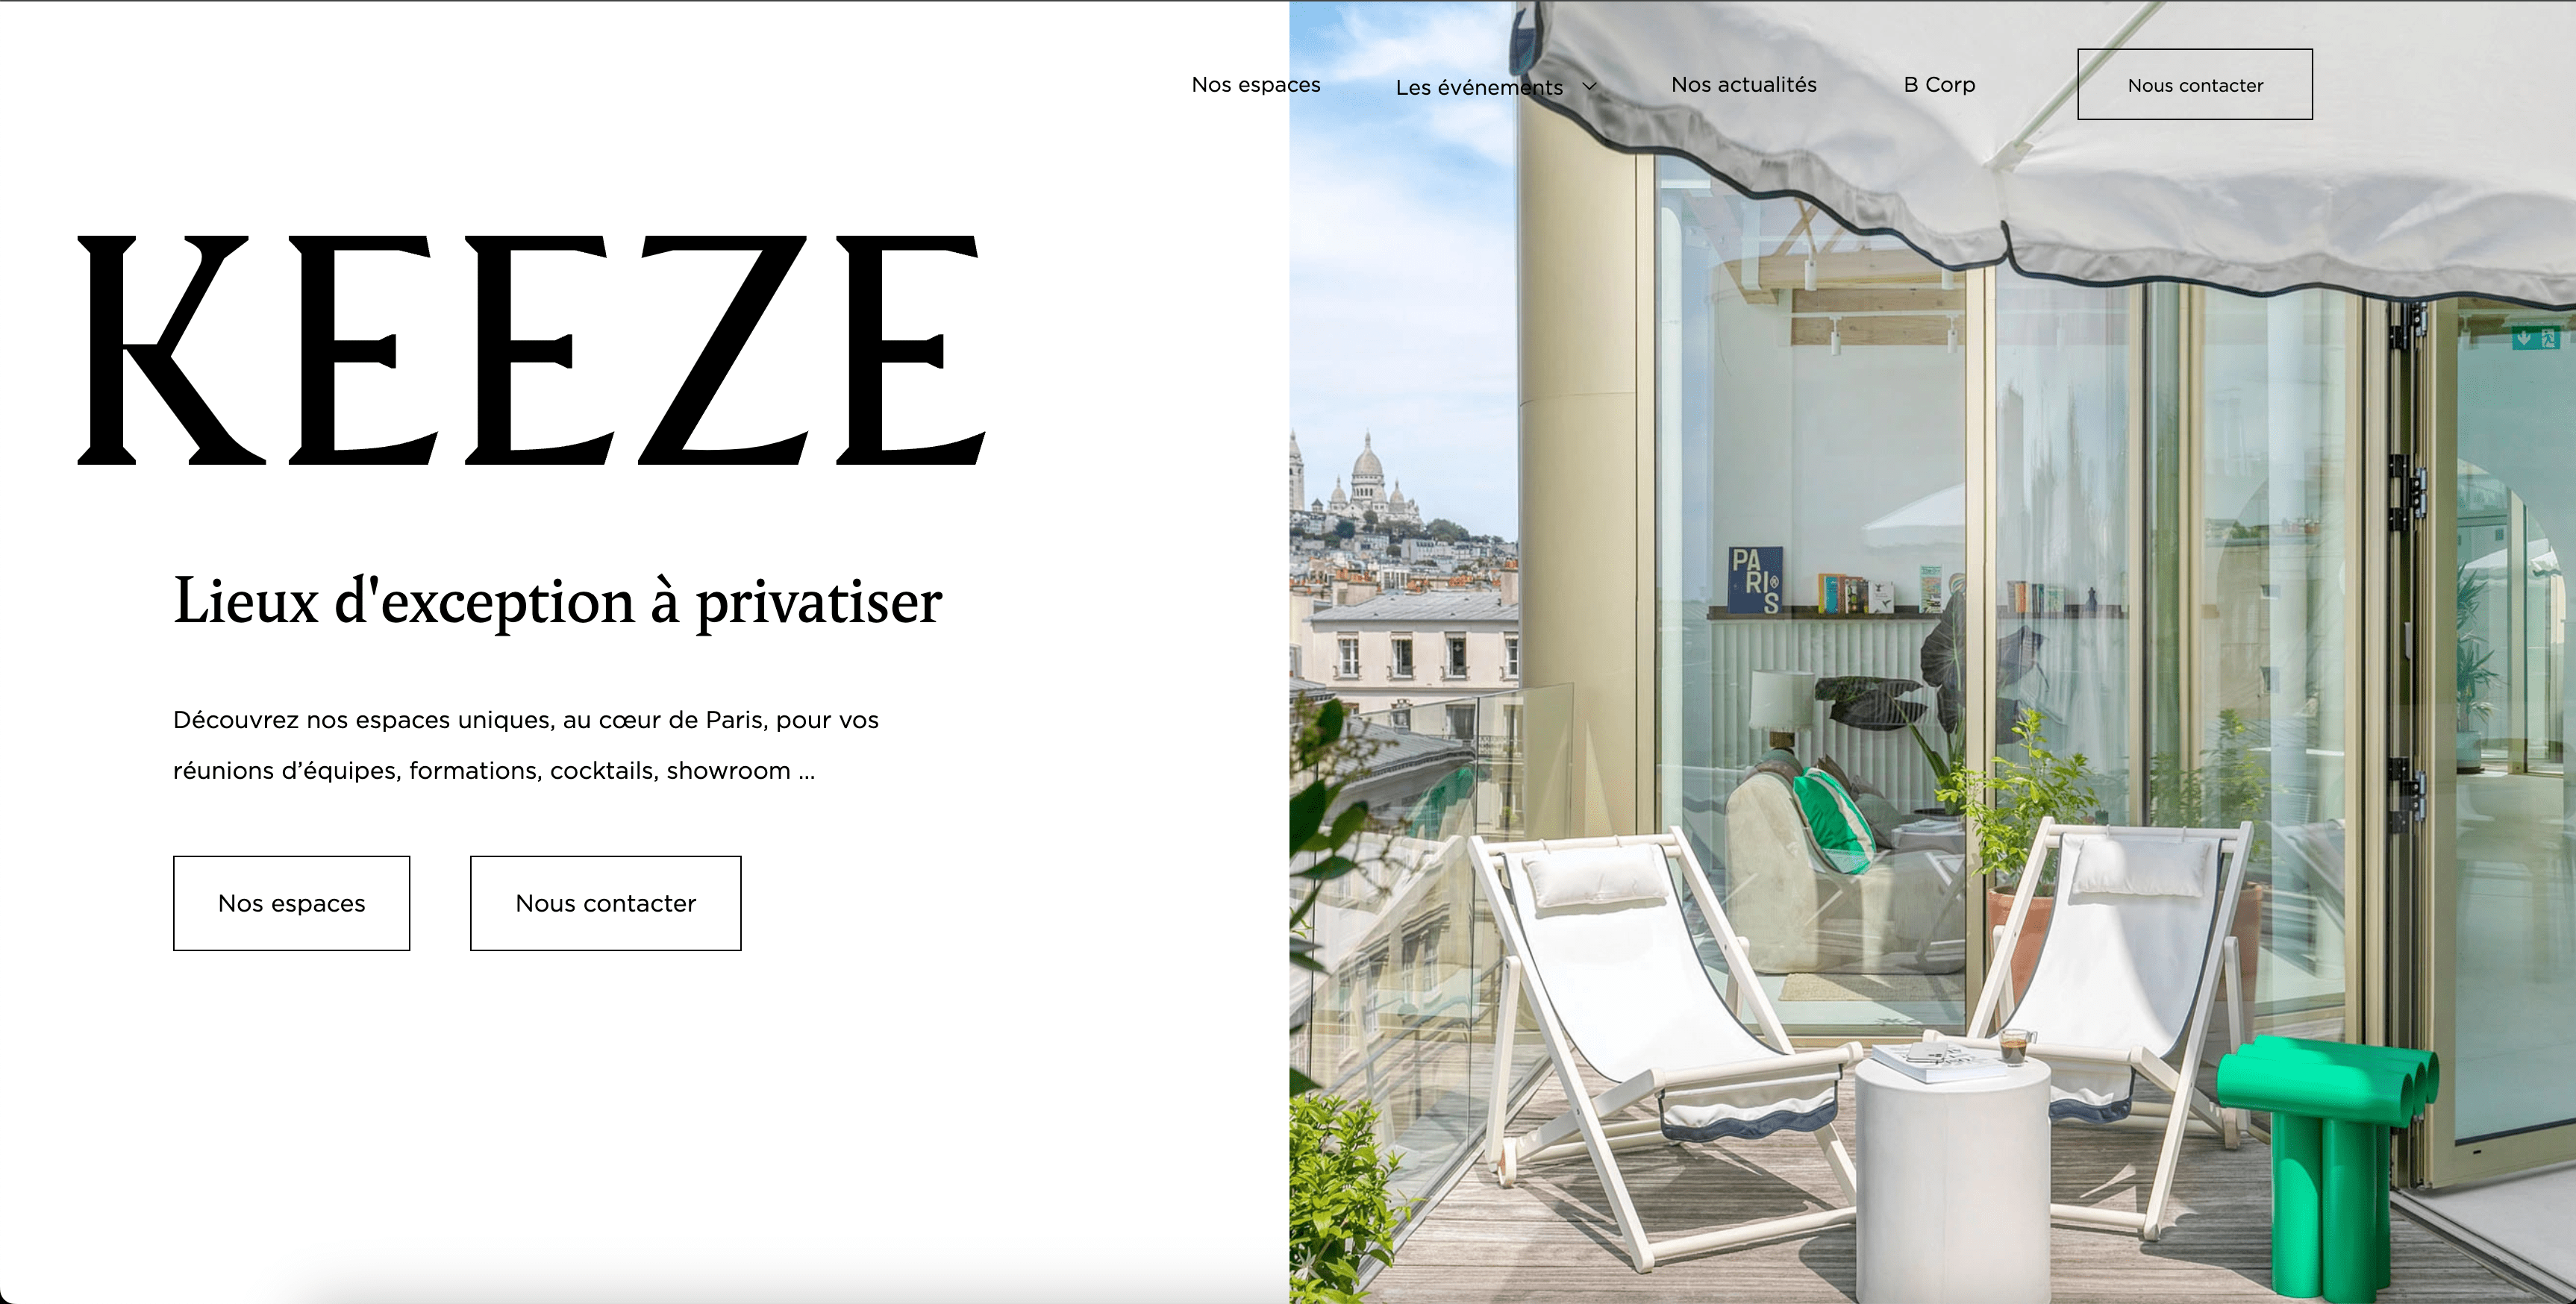 Nos espaces
Les événements
Nos actualités
B Corp
Nous contacter
KEEZE
Lieux d'exception à privatiser
Découvrez nos espaces uniques, au cœur de Paris, pour vos
réunions d’équipes, formations, cocktails, showroom ...
Nos espaces
Nous contacter
PA
RI®
S